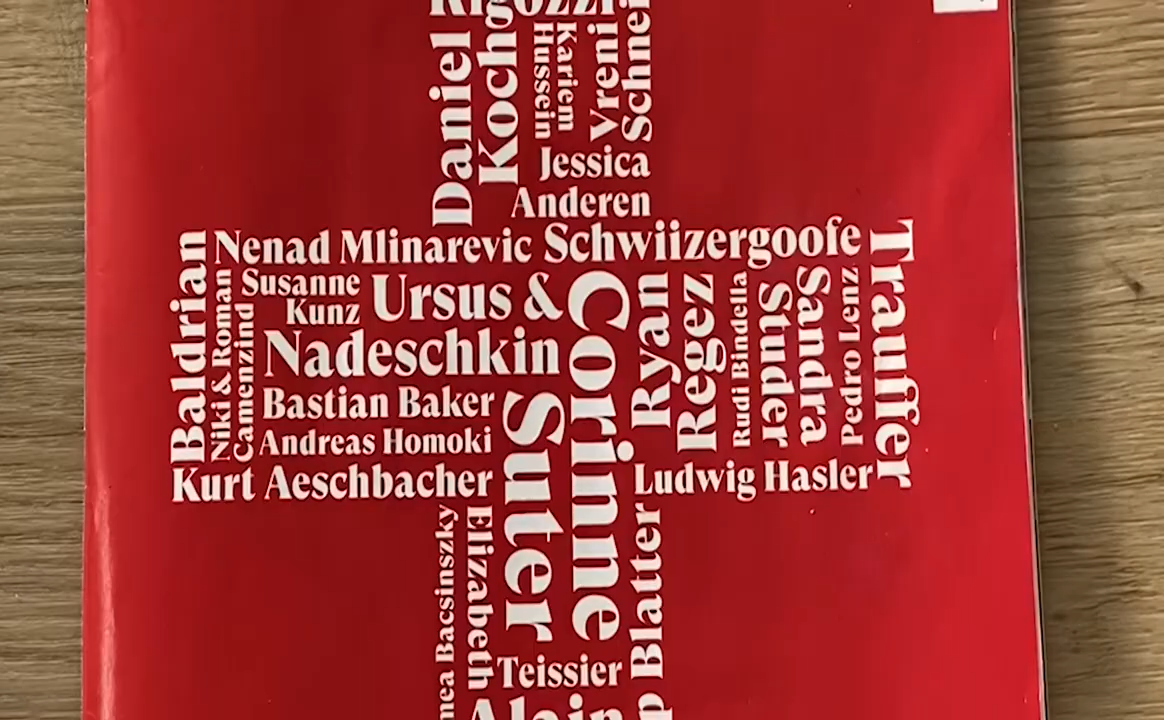 Daniel
Koch
Hussein
Kariem
Vreni
Jessica
Anderen
Nenad Mlinarevic Schwiizergoofe
Trauffer
Baldrian
Niki & Roman
Camenzind
Susanne
Kunz
Ursus &
Nadeschkin
Corinne
Suter
Ryan
Regez
Rudi Bindella
Studer
Sandra
Pedro Lenz
Bastian Baker
Andreas Homoki
Kurt Aeschbacher
Ludwig Hasler
Bacsinszky
Elizabeth
Teissier
Blatter